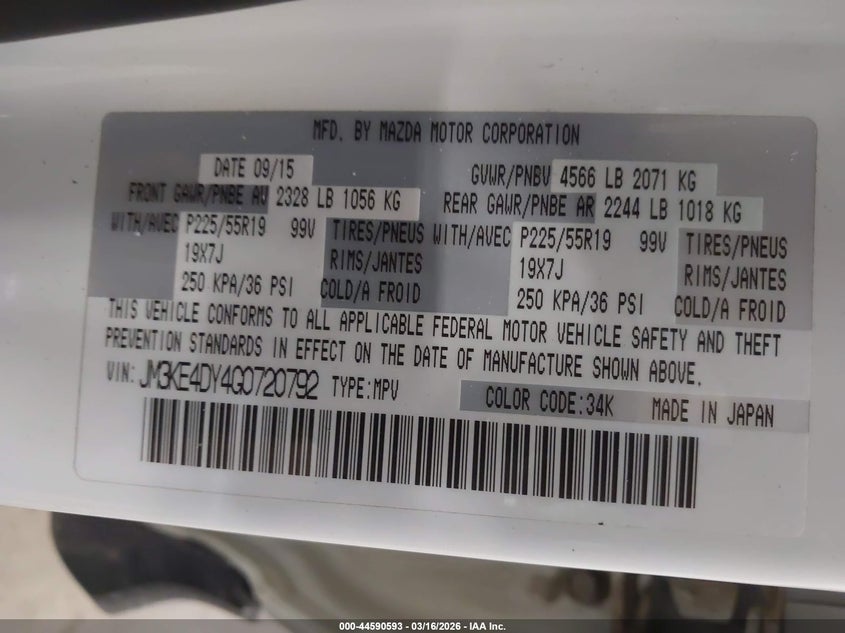 MFD. BY MAZDA MOTOR CORPORATION
DATE 09/15 GVWR/PNBV 4566 LB 2071 KG
FRONT GAWR/PNBE AV 2328 LB 1056 KG REAR GAWR/PNBE AR 2244 LB 1018 KG
WITH/AVEC P225/55R19 99V TIRES/PNEUS WITH/AVEC P225/55R19 99V TIRES/PNEUS
19X7J RIMS/JANTES 19X7J RIMS/JANTES
250 KPA/36 PSI COLD/A FROID 250 KPA/36 PSI COLD/A FROID
THIS VEHICLE CONFORMS TO ALL APPLICABLE FEDERAL MOTOR VEHICLE SAFETY AND THEFT
PREVENTION STANDARDS IN EFFECT ON THE DATE OF MANUFACTURE SHOWN ABOVE.
VIN: JM3KE4DY4G0720792 TYPE:MPV COLOR CODE:34K MADE IN JAPAN
000-44590593 - 03/16/2026 - IAA Inc.